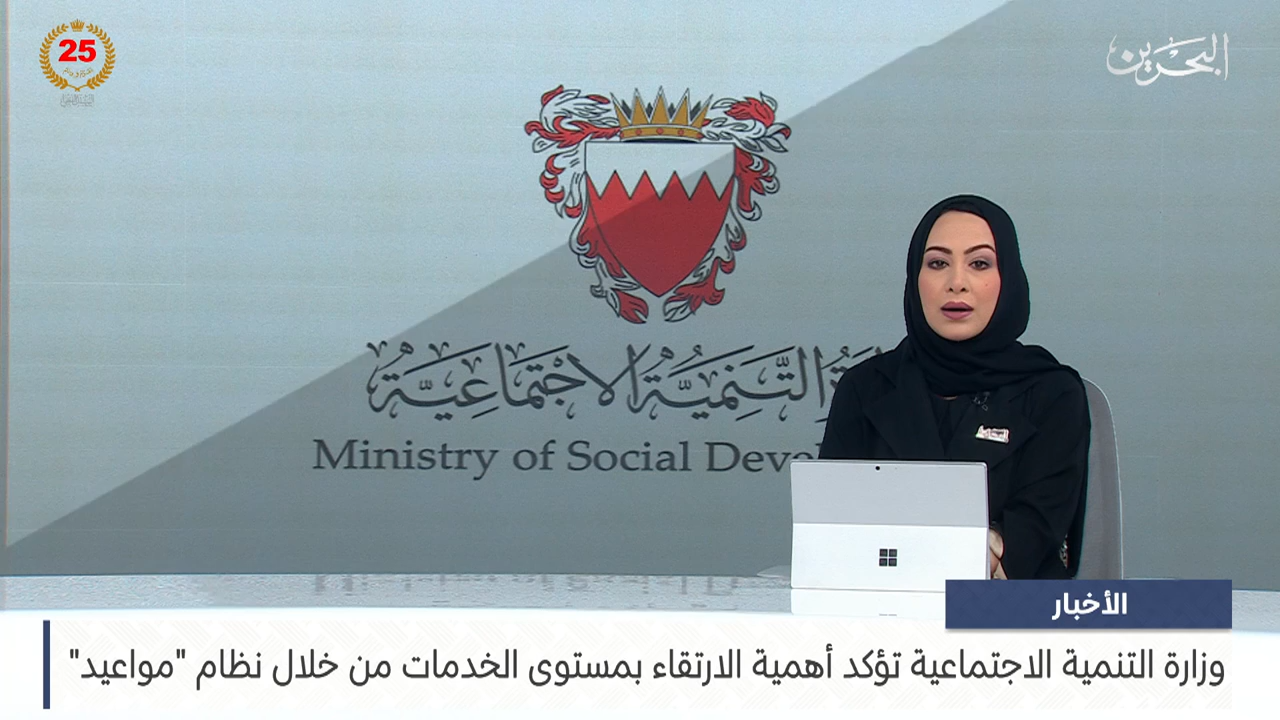 25
البحرين
وزارة التنمية الاجتماعية
Ministry of Social Deve
الأخبار
وزارة التنمية الاجتماعية تؤكد أهمية الارتقاء بمستوى الخدمات من خلال نظام "مواعيد"